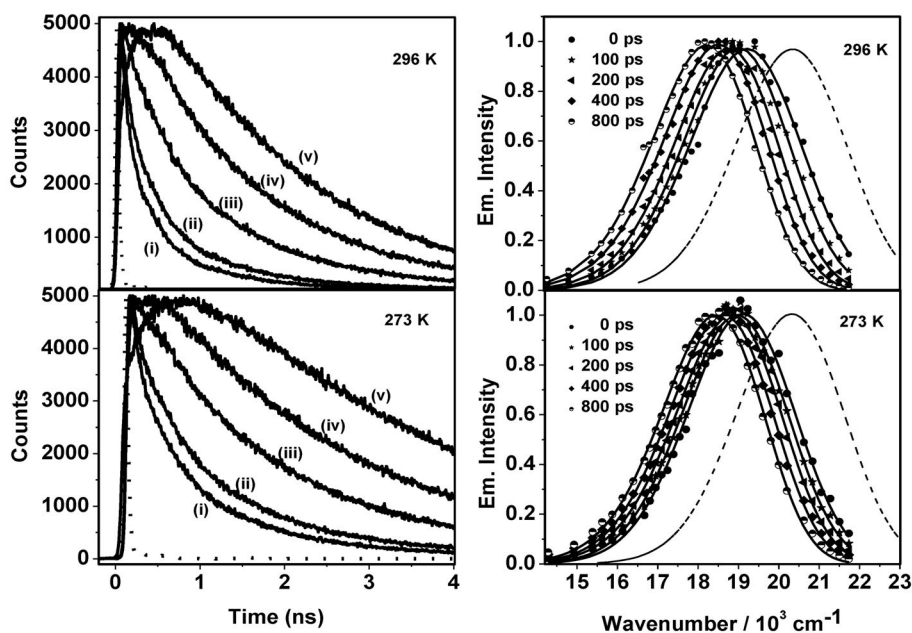 5000
4000
3000
2000
1000
Counts
296 K
(i)
(ii)
(iii)
(iv)
(v)
5000
4000
3000
2000
1000
0
Counts
273 K
(i)
(ii)
(iii)
(iv)
(v)
0 1 2 3 4
Time (ns)
1.0
0.8
0.6
0.4
0.2
0.0
Em. Intensity
0 ps
100 ps
200 ps
400 ps
800 ps
296 K
1.0
0.8
0.6
0.4
0.2
0.0
Em. Intensity
0 ps
100 ps
200 ps
400 ps
800 ps
273 K
15 16 17 18 19 20 21 22 23
Wavenumber / 10³ cm⁻¹